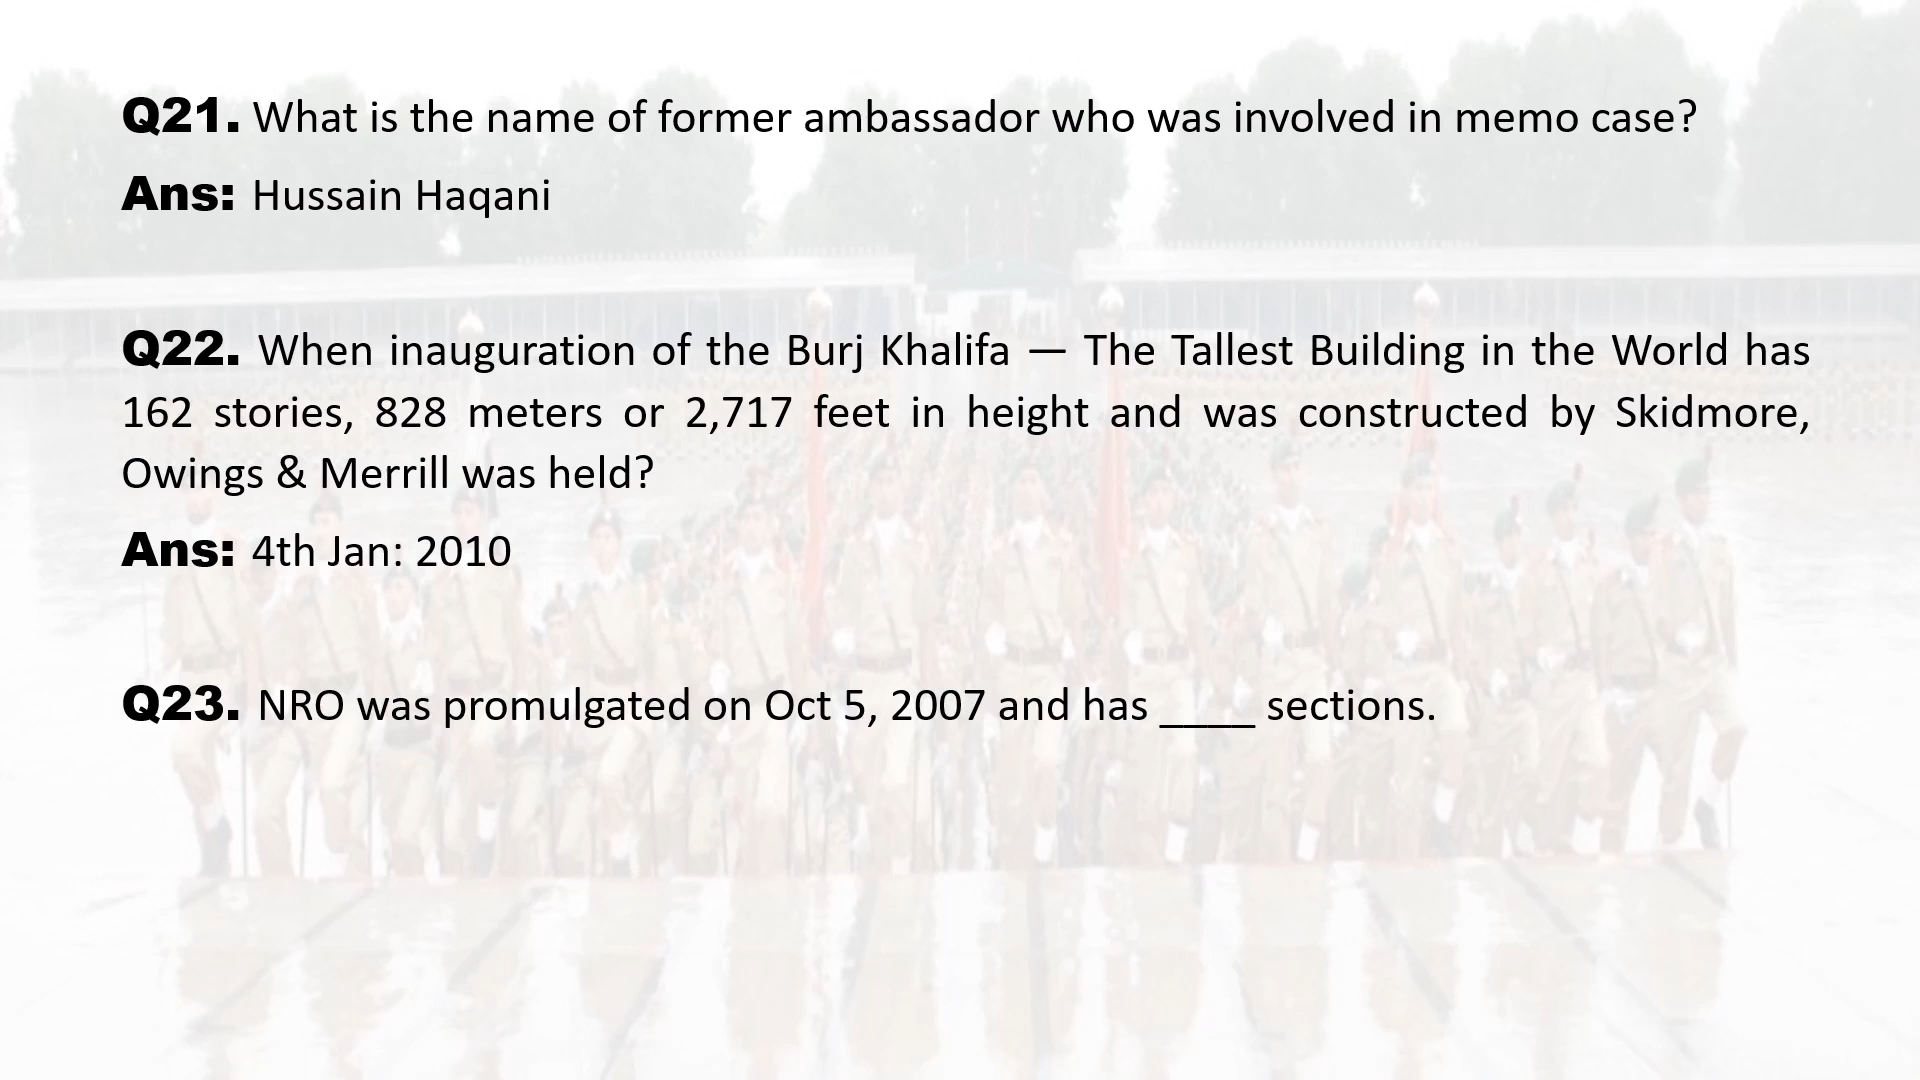 Q21. What is the name of former ambassador who was involved in memo case?
Ans: Hussain Haqani
Q22. When inauguration of the Burj Khalifa — The Tallest Building in the World has
162 stories, 828 meters or 2,717 feet in height and was constructed by Skidmore,
Owings & Merrill was held?
Ans: 4th Jan: 2010
Q23. NRO was promulgated on Oct 5, 2007 and has ____ sections.